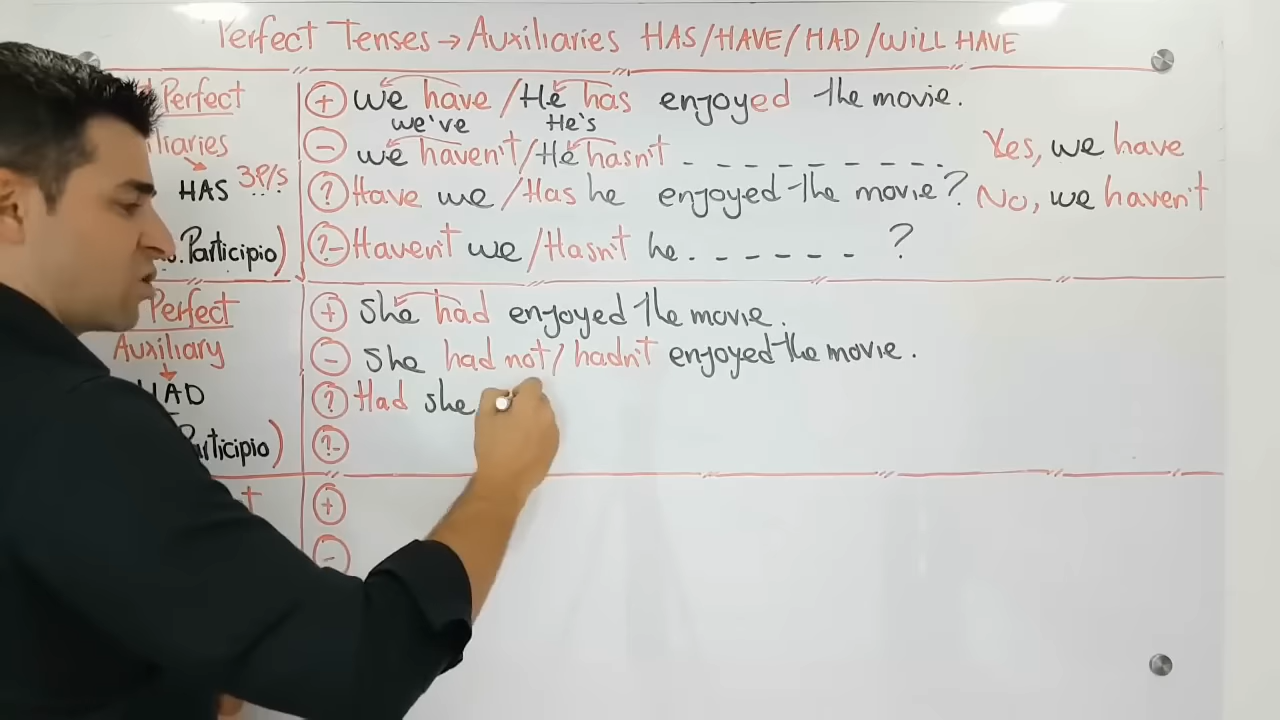 Perfect Tenses → Auxiliaries HAS/HAVE/HAD/WILL HAVE
Perfect
HAS 3P/S
Participio)
+ we have / He has enjoyed the movie.
we've He's
- we haven't / He hasn't - - - - - - - - - .
Yes, we have
? Have we / Has he enjoyed the movie?
No, we haven't
?- Haven't we / Hasn't he - - - - - - ?
Perfect
Auxiliary
HAD
Participio)
+ she had enjoyed the movie.
- she had not / hadn't enjoyed the movie.
? Had she
?-
+
-